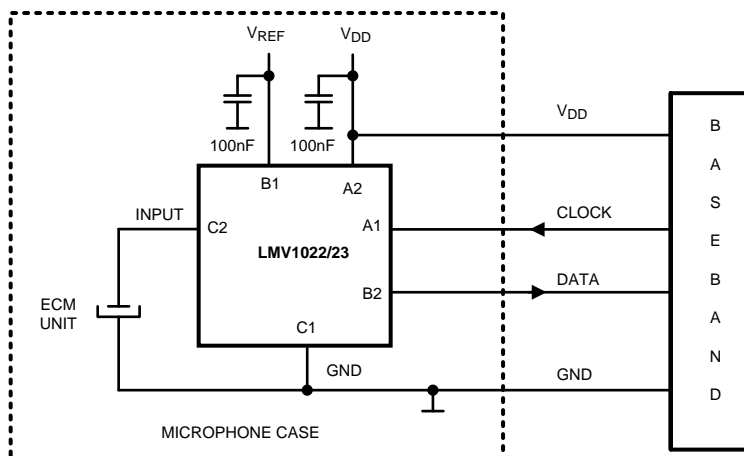 VREF
VDD
100nF
100nF
VDD
B1
A2
INPUT
C2
A1
CLOCK
LMV1022/23
ECM
UNIT
B2
DATA
C1
GND
GND
MICROPHONE CASE
B
A
S
E
B
A
N
D